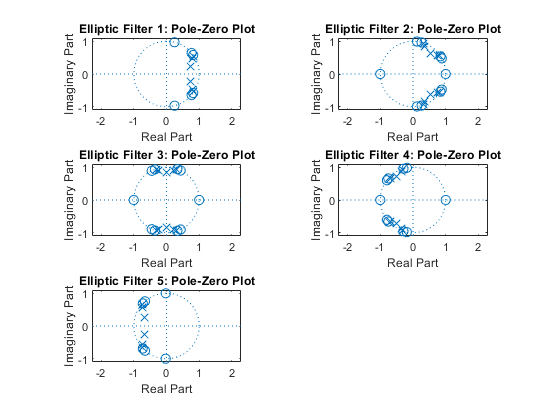 Elliptic Filter 1: Pole-Zero Plot
Imaginary Part
1
0
-1
-2 -1 0 1 2
Real Part
Elliptic Filter 2: Pole-Zero Plot
Imaginary Part
1
0
-1
-2 -1 0 1 2
Real Part
Elliptic Filter 3: Pole-Zero Plot
Imaginary Part
1
0
-1
-2 -1 0 1 2
Real Part
Elliptic Filter 4: Pole-Zero Plot
Imaginary Part
1
0
-1
-2 -1 0 1 2
Real Part
Elliptic Filter 5: Pole-Zero Plot
Imaginary Part
1
0
-1
-2 -1 0 1 2
Real Part